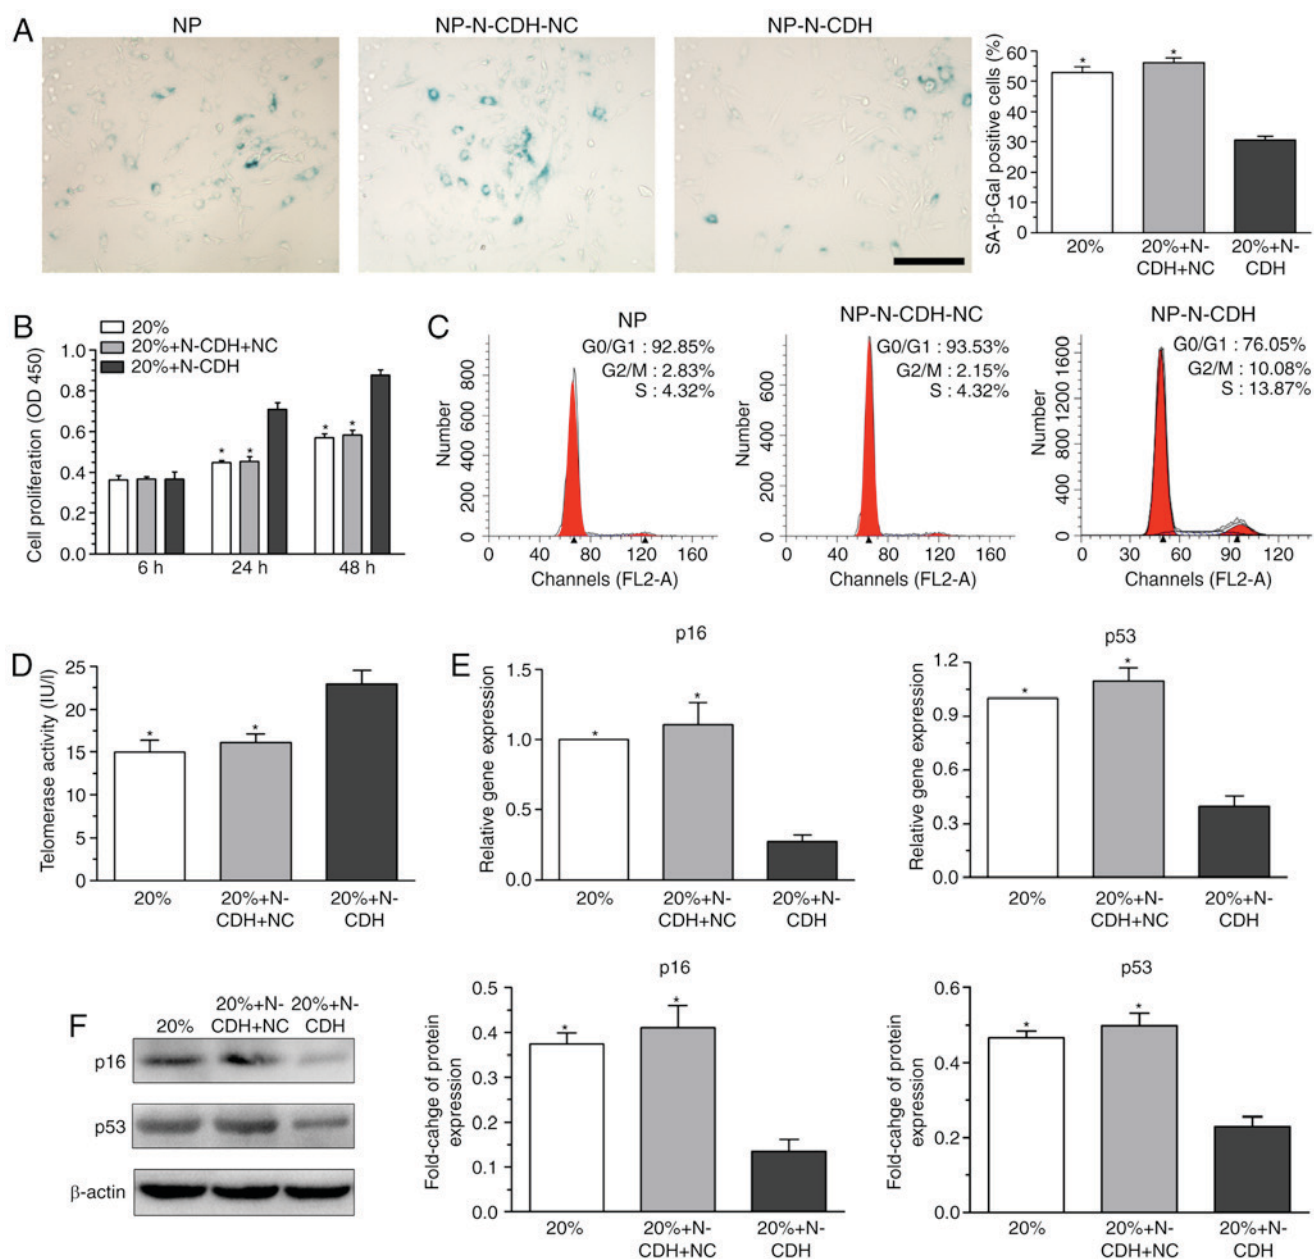 A
NP
NP-N-CDH-NC
NP-N-CDH
SA-β-Gal positive cells (%)
60
50
40
30
20
10
0
*
*
20%
20%+N-
CDH+NC
20%+N-
CDH
B
20%
20%+N-CDH+NC
20%+N-CDH
Cell proliferation (OD 450)
1.0
0.8
0.6
0.4
0.2
0.0
*
*
*
*
6 h
24 h
48 h
C
NP
G0/G1 : 92.85%
G2/M : 2.83%
S : 4.32%
Number
800
600
400
200
0
0
40
80
120
160
Channels (FL2-A)
NP-N-CDH-NC
G0/G1 : 93.53%
G2/M : 2.15%
S : 4.32%
Number
600
400
200
0
0
40
80
120
160
Channels (FL2-A)
NP-N-CDH
G0/G1 : 76.05%
G2/M : 10.08%
S : 13.87%
Number
1600
1200
800
400
0
0
30
60
90
120
Channels (FL2-A)
D
Telomerase activity (IU/l)
25
20
15
10
5
0
*
*
20%
20%+N-
CDH+NC
20%+N-
CDH
E
p16
Relative gene expression
1.5
1.0
0.5
0.0
*
*
20%
20%+N-
CDH+NC
20%+N-
CDH
p53
Relative gene expression
1.2
0.9
0.6
0.3
0.0
*
*
20%
20%+N-
CDH+NC
20%+N-
CDH
F
20%
20%+N-
CDH+NC
20%+N-
CDH
p16
p53
β-actin
p16
Fold-cahge of protein
expression
0.5
0.4
0.3
0.2
0.1
0.0
*
*
20%
20%+N-
CDH+NC
20%+N-
CDH
p53
Fold-cahge of protein
expression
0.6
0.4
0.2
0.0
*
*
20%
20%+N-
CDH+NC
20%+N-
CDH